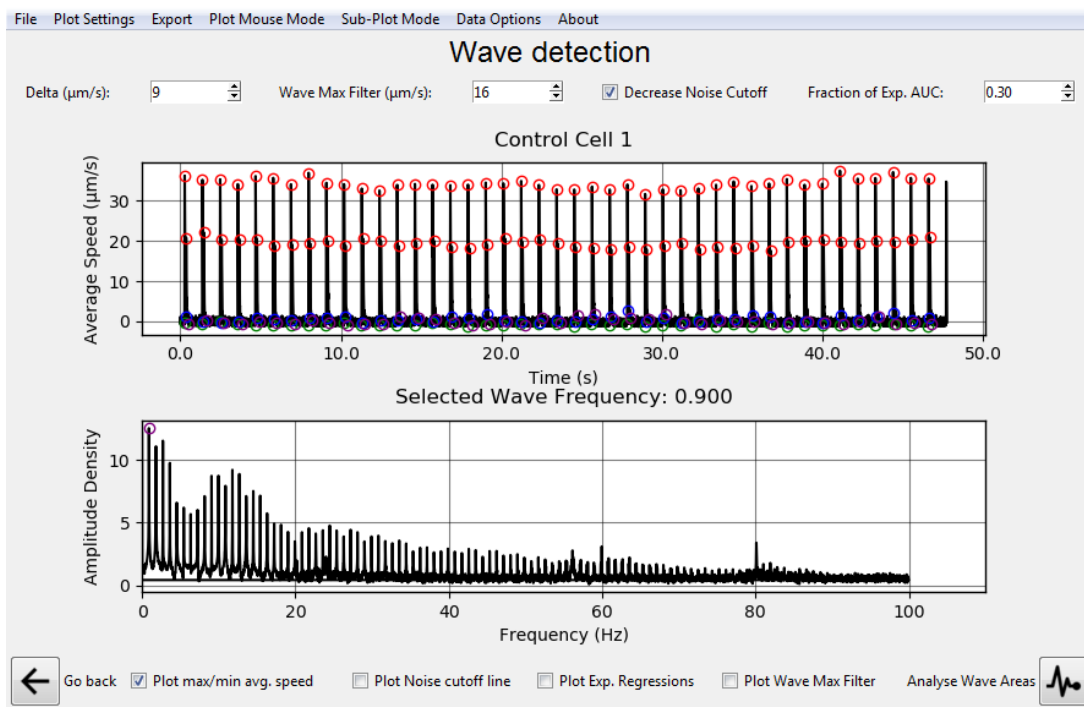 File Plot Settings Export Plot Mouse Mode Sub-Plot Mode Data Options About
Wave detection
Delta (µm/s): 9 Wave Max Filter (µm/s): 16 Decrease Noise Cutoff Fraction of Exp. AUC: 0.30
Control Cell 1
Average Speed (µm/s)
30
20
10
0
0.0 10.0 20.0 30.0 40.0 50.0
Time (s)
Selected Wave Frequency: 0.900
Amplitude Density
10
5
0
0 20 40 60 80 100
Frequency (Hz)
Go back Plot max/min avg. speed Plot Noise cutoff line Plot Exp. Regressions Plot Wave Max Filter Analyse Wave Areas